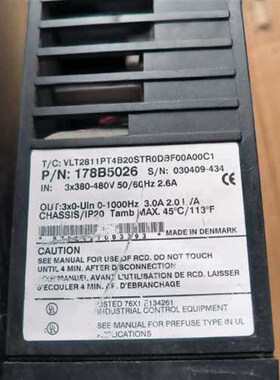 T/C: VLT2811PT4B20STR0DBF00A00C1
P/N: 178B5026 S/N: 030409-434
IN: 3x380-480V 50/60Hz 2.6A
OUT:3x0-Uin 0-1000Hz 3.0A 2.0
CHASSIS/IP20 Tamb MAX. 45°C/113°F
MADE IN DENMARK
CAUTION
SEE MANUAL FOR USE OF RCD. DO NOT TOUCH
UNTIL 4 MIN. AFTER DISCONNECTION.
MANUEL AVANT L'UTILISATION DE RCD. LAISSER
S'ECOULER 4 MIN. AF
LISTED 76X1 E134261
INDUSTRIAL CONTROL EQUIPMENT
SEE MANUAL FOR PREFUSE TYPE IN UL